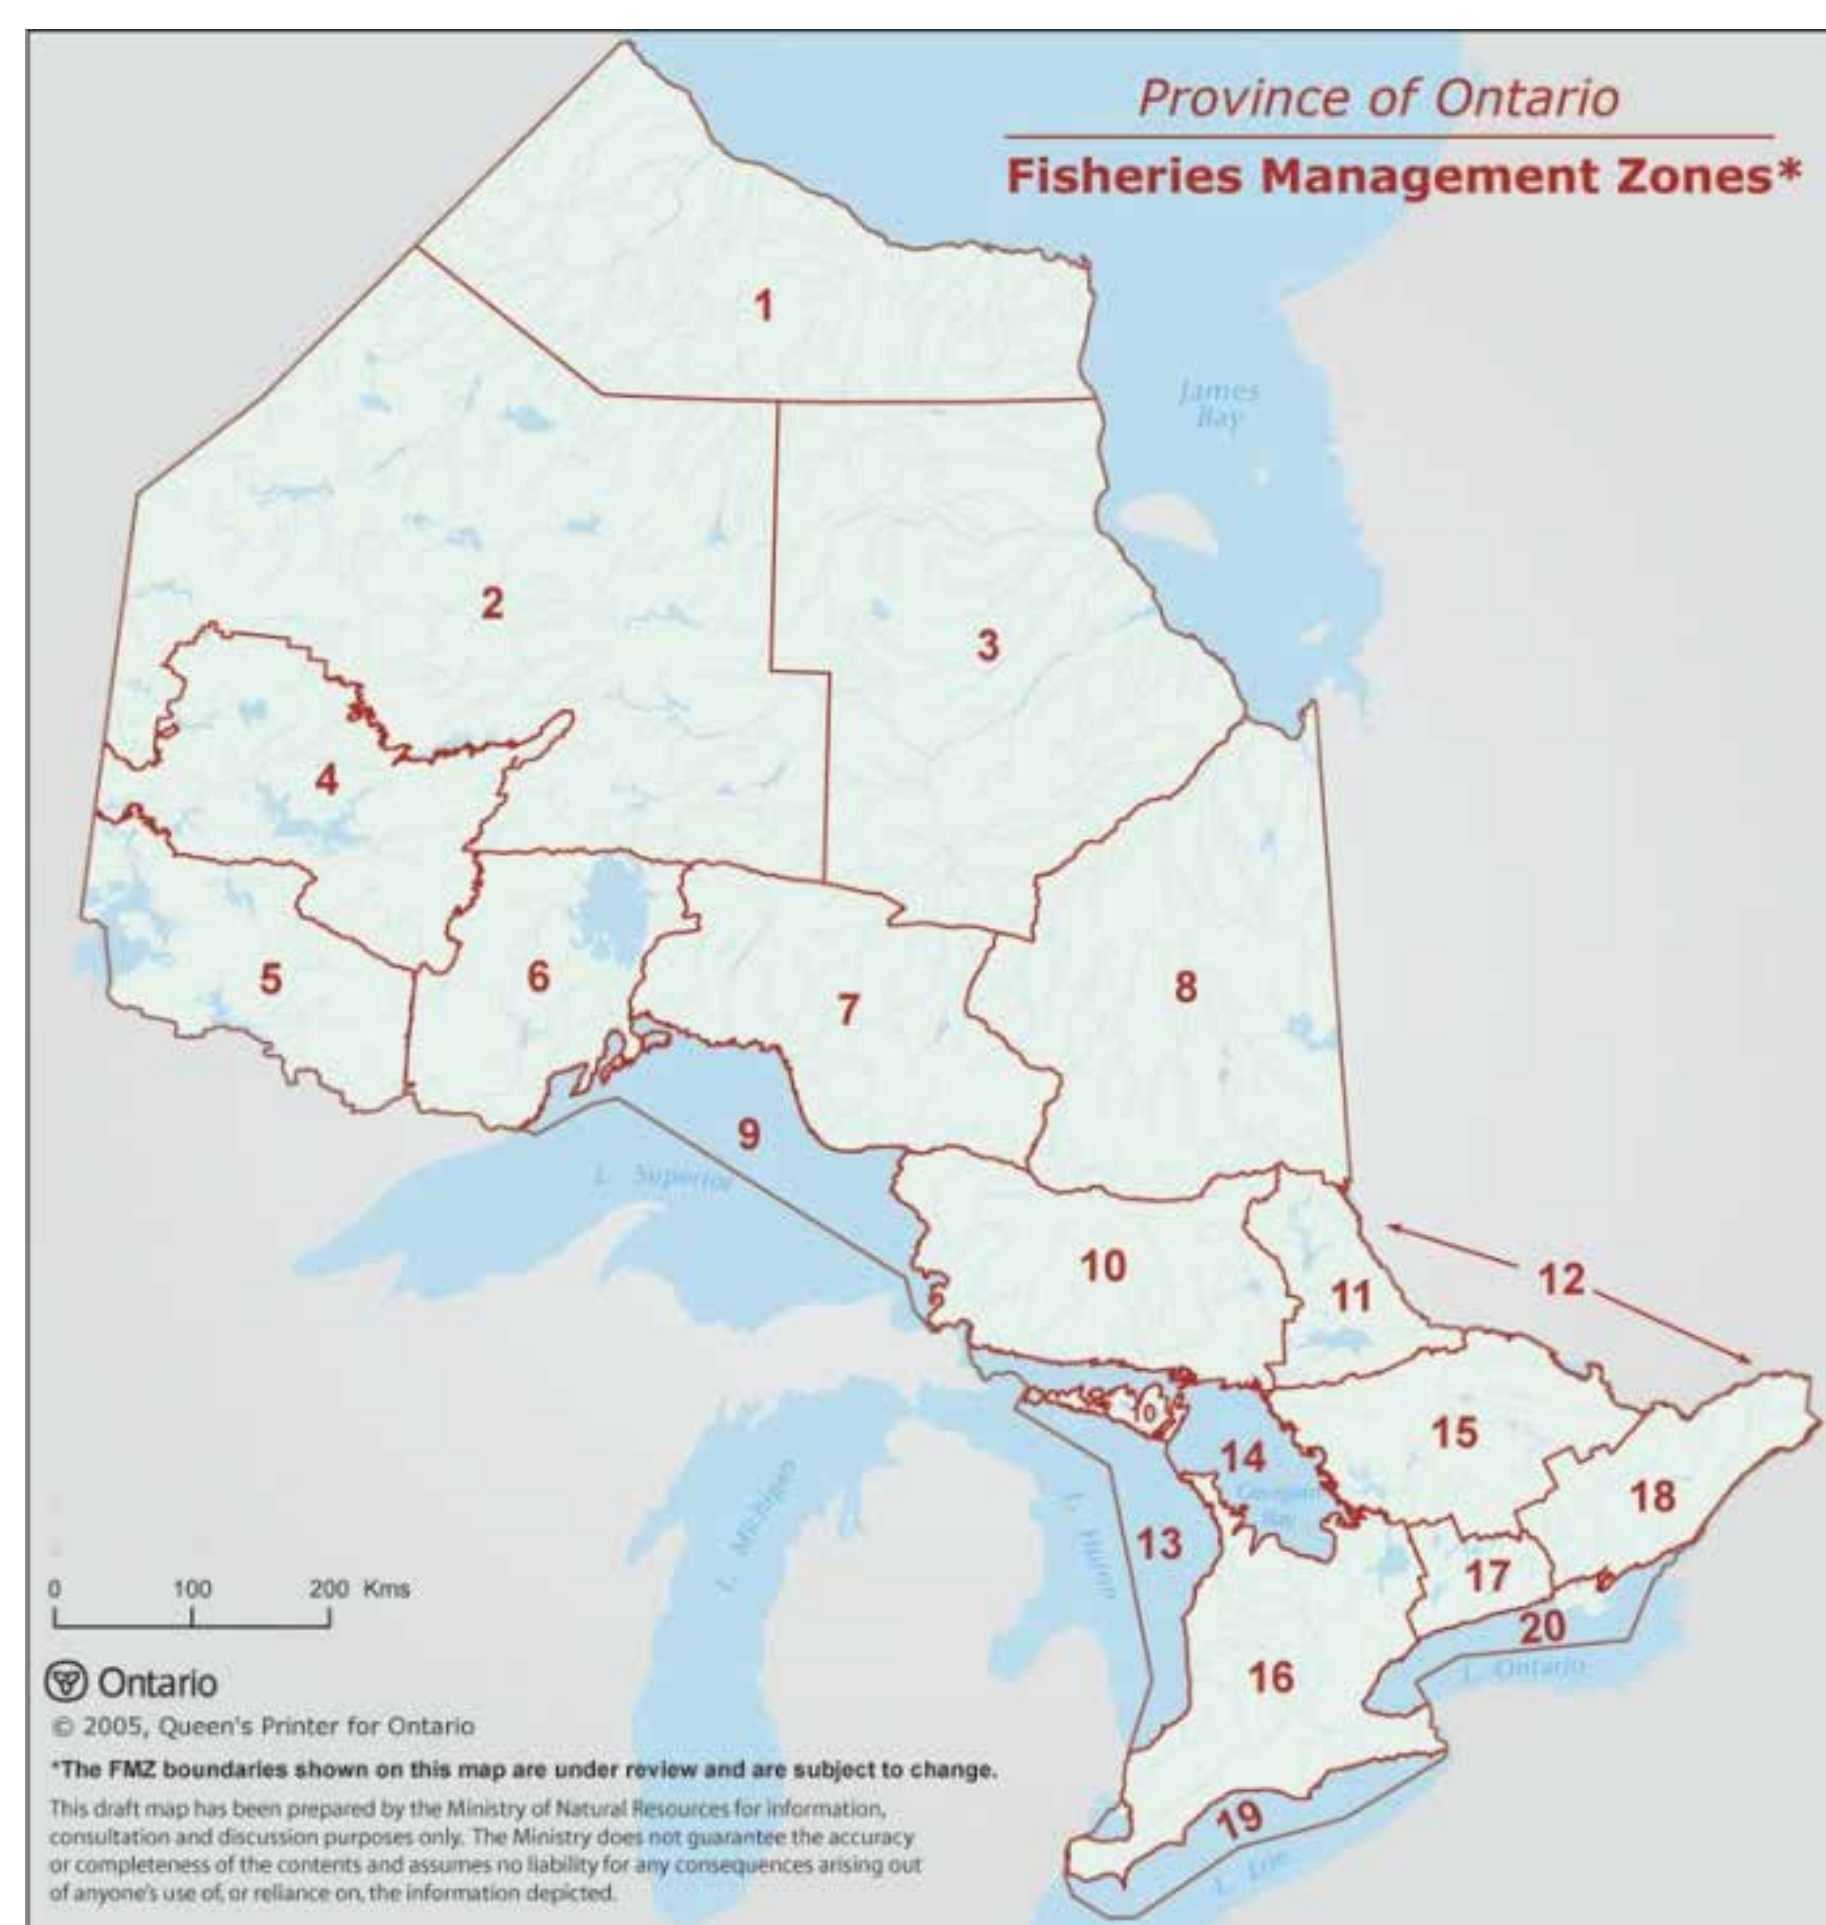 Province of Ontario
Fisheries Management Zones*
1
James
Bay
2
3
4
5
6
7
8
9
L. Superior
10
11
12
15
14
Georgian
Bay
18
L. Michigan
L. Huron
13
17
20
L. Ontario
16
19
L. Erie
0 100 200 Kms
Ontario
© 2005, Queen's Printer for Ontario
*The FMZ boundaries shown on this map are under review and are subject to change.
This draft map has been prepared by the Ministry of Natural Resources for information,
consultation and discussion purposes only. The Ministry does not guarantee the accuracy
or completeness of the contents and assumes no liability for any consequences arising out
of anyone's use of, or reliance on, the information depicted.